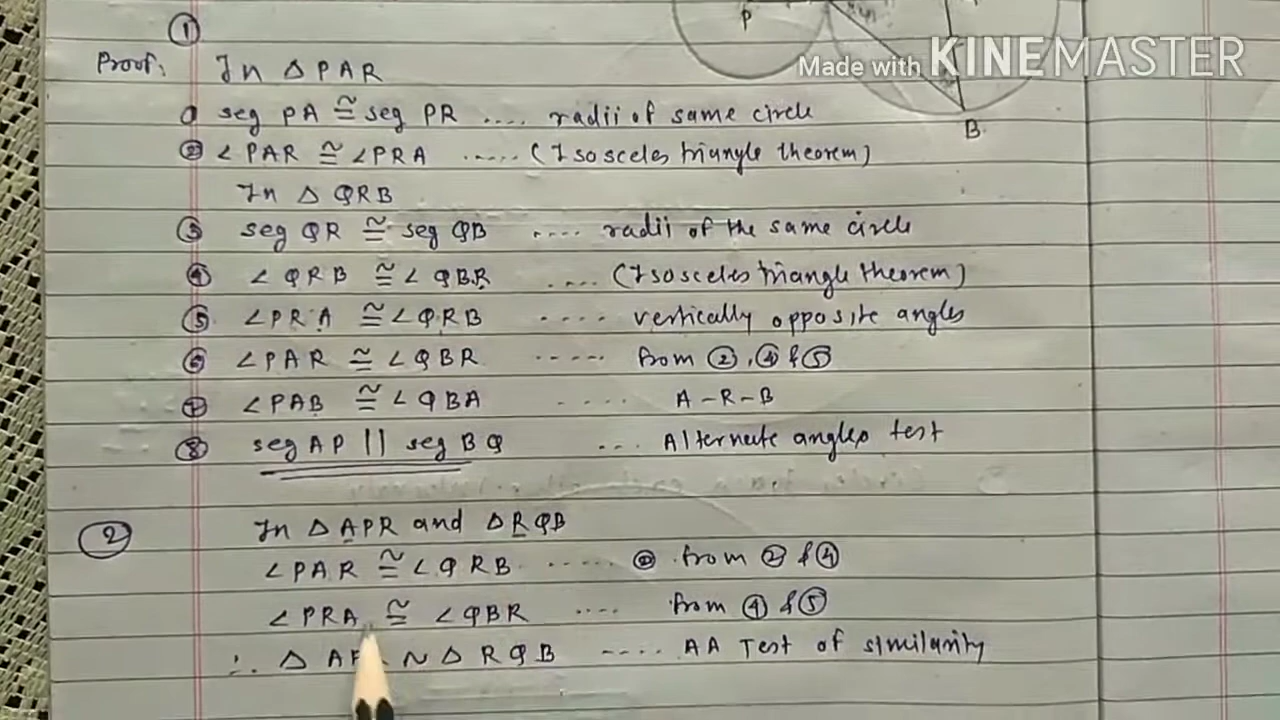 ①
P
Made with KINEMASTER
B
Proof: In △PAR
① seg PA ≅ seg PR .... radii of same circle
② ∠PAR ≅ ∠PRA ..... (Isosceles triangle theorem)
In △ QRB
③ seg QR ≅ seg QB .... radii of the same circle
④ ∠QRB ≅ ∠QBR .... (Isosceles triangle theorem)
⑤ ∠PRA ≅ ∠QRB .... vertically opposite angles
⑥ ∠PAR ≅ ∠QBR ..... from ②, ④ & ⑤
⑦ ∠PAB ≅ ∠QBA .... A-R-B
⑧ seg AP || seg BQ ... Alternate angles test
② In △APR and △RQB
∠PAR ≅ ∠QRB ..... from ② & ④
∠PRA ≅ ∠QBR .... from ④ & ⑤
∴ △ AP ~ △ RQB .... AA Test of similarity